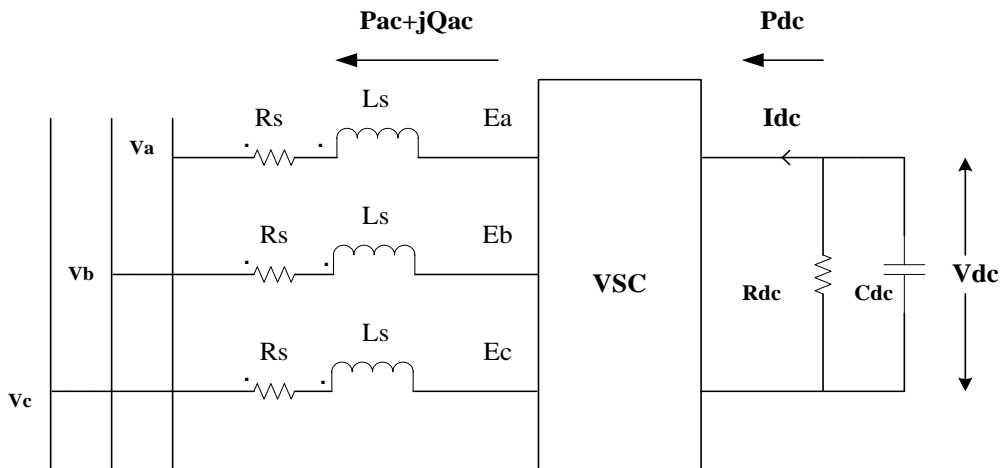 Pac+jQac
Pdc
Ls
Rs
Ea
Idc
Va
Ls
Rs
Eb
Vb
VSC
Rdc
Cdc
Vdc
Ls
Rs
Ec
Vc